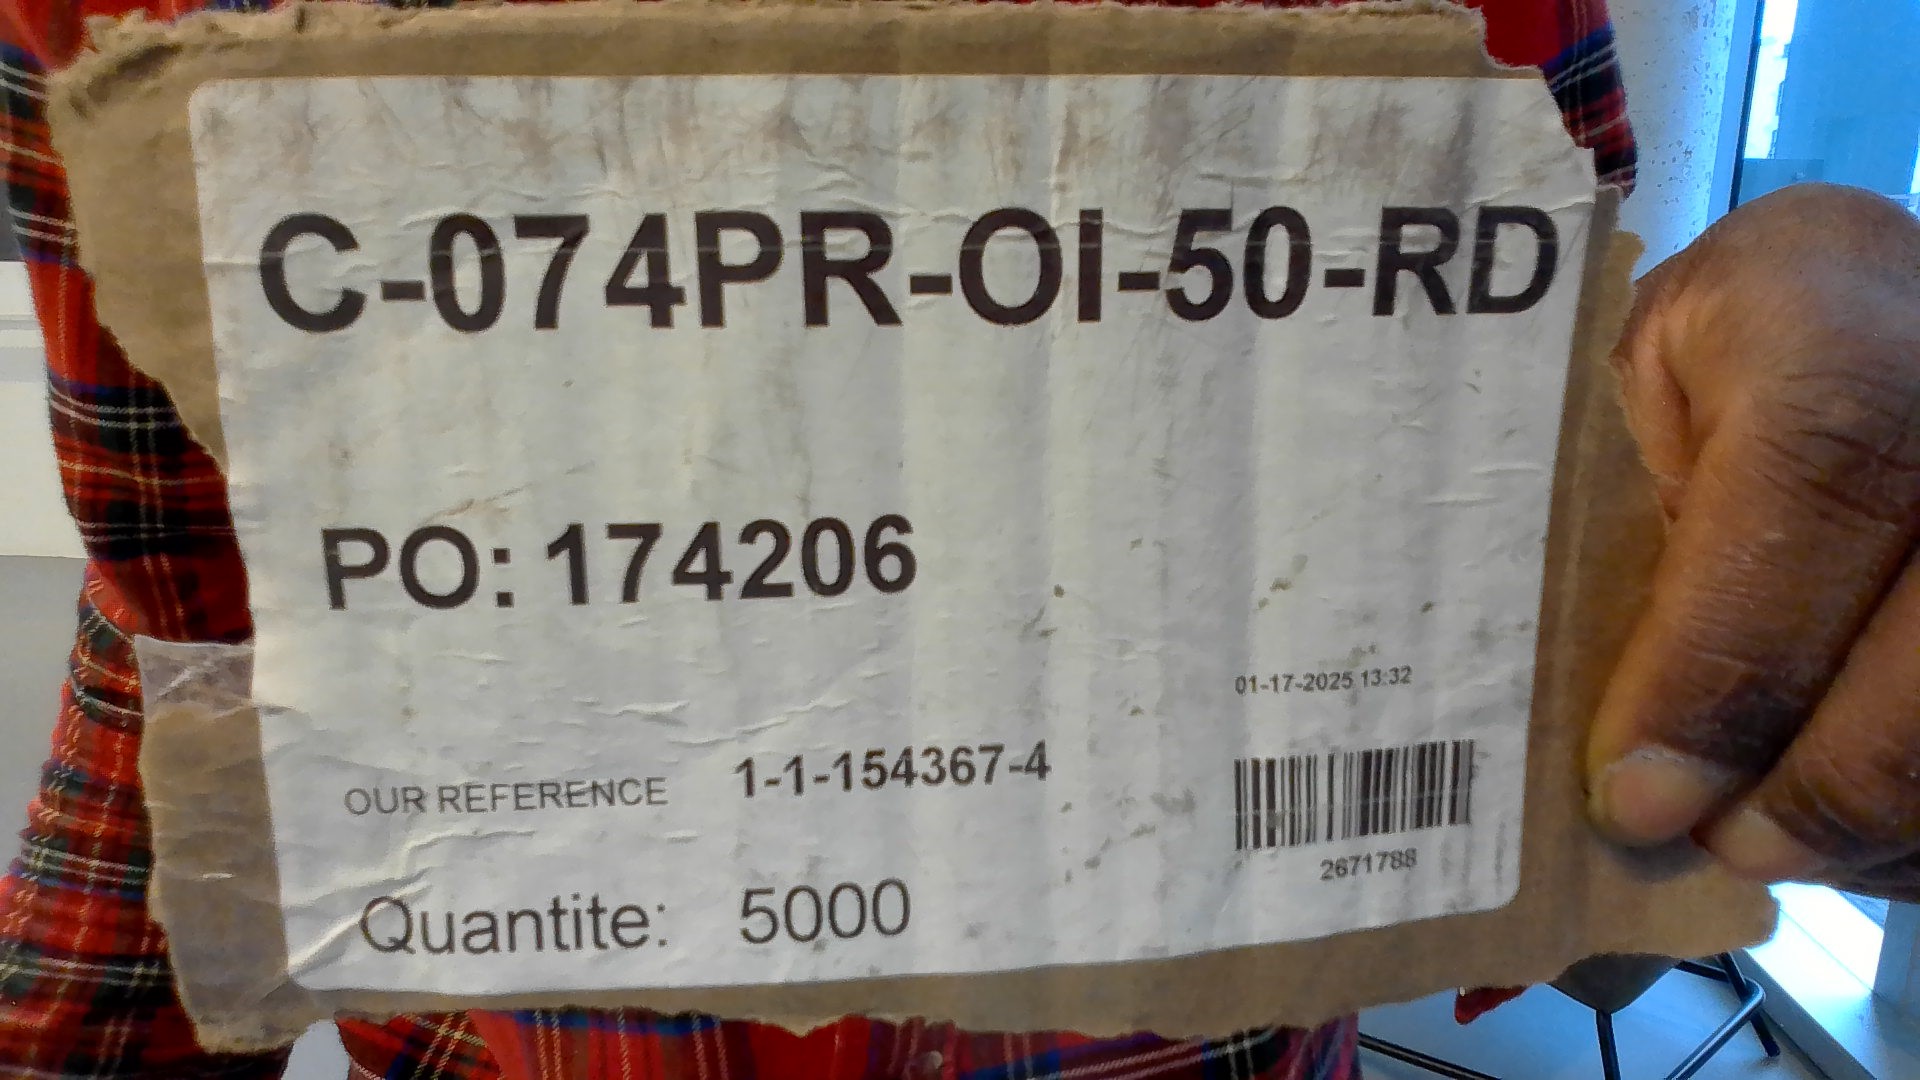 C-074PR-OI-50-RD
PO: 174206
01-17-2025 13:32
OUR REFERENCE 1-1-154367-4
2671788
Quantite: 5000